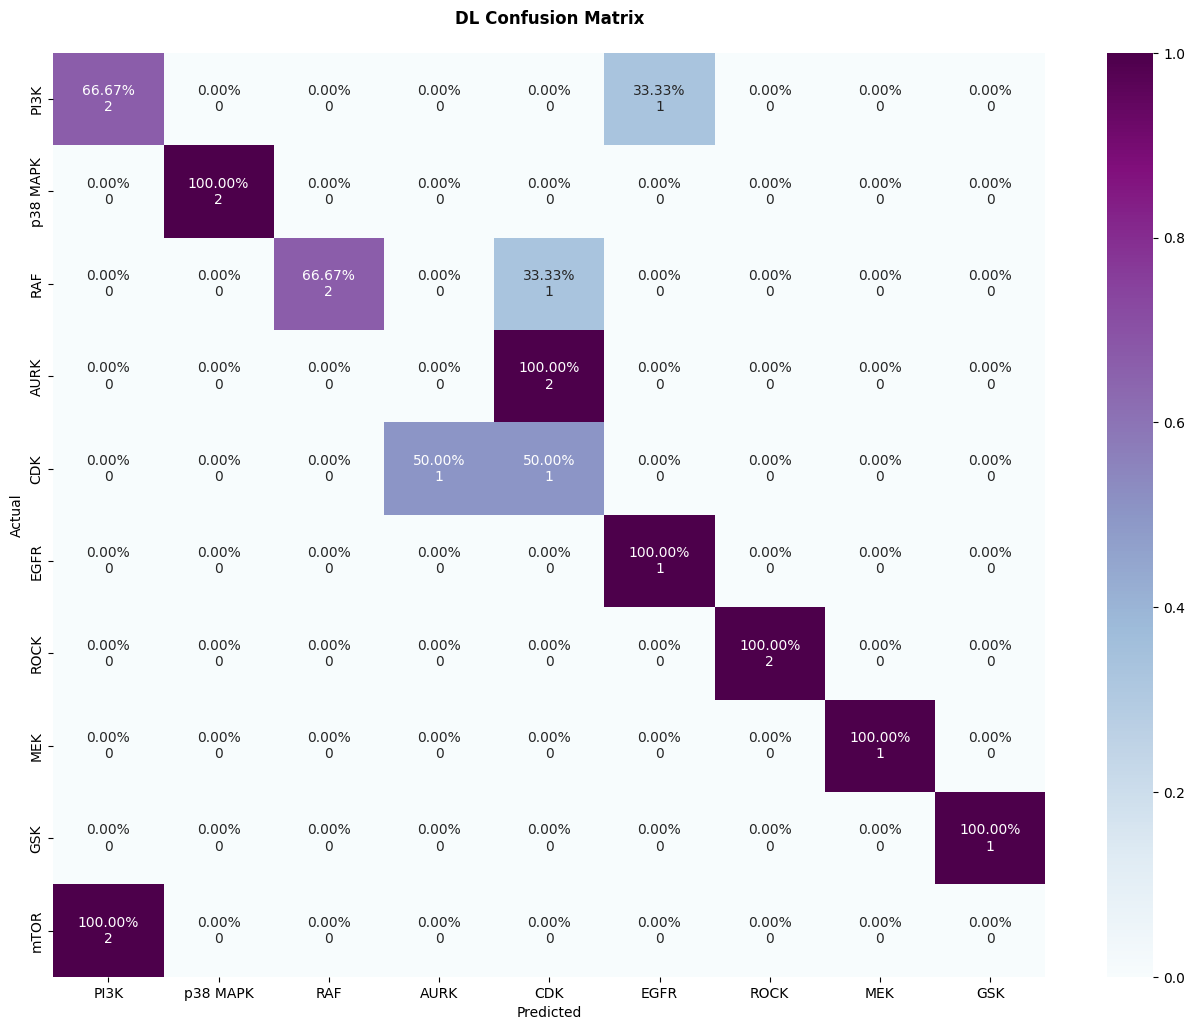 DL Confusion Matrix
PI3K
66.67% 0.00% 0.00% 0.00% 0.00% 33.33% 0.00% 0.00% 0.00%
2 0 0 0 0 1 0 0 0
p38 MAPK
0.00% 100.00% 0.00% 0.00% 0.00% 0.00% 0.00% 0.00% 0.00%
0 2 0 0 0 0 0 0 0
RAF
0.00% 0.00% 66.67% 0.00% 33.33% 0.00% 0.00% 0.00% 0.00%
0 0 2 0 1 0 0 0 0
AURK
0.00% 0.00% 0.00% 0.00% 100.00% 0.00% 0.00% 0.00% 0.00%
0 0 0 0 2 0 0 0 0
CDK
0.00% 0.00% 0.00% 50.00% 50.00% 0.00% 0.00% 0.00% 0.00%
0 0 0 1 1 0 0 0 0
Actual
EGFR
0.00% 0.00% 0.00% 0.00% 0.00% 100.00% 0.00% 0.00% 0.00%
0 0 0 0 0 1 0 0 0
ROCK
0.00% 0.00% 0.00% 0.00% 0.00% 0.00% 100.00% 0.00% 0.00%
0 0 0 0 0 0 2 0 0
MEK
0.00% 0.00% 0.00% 0.00% 0.00% 0.00% 0.00% 100.00% 0.00%
0 0 0 0 0 0 0 1 0
GSK
0.00% 0.00% 0.00% 0.00% 0.00% 0.00% 0.00% 0.00% 100.00%
0 0 0 0 0 0 0 0 1
mTOR
100.00% 0.00% 0.00% 0.00% 0.00% 0.00% 0.00% 0.00% 0.00%
2 0 0 0 0 0 0 0 0
PI3K p38 MAPK RAF AURK CDK EGFR ROCK MEK GSK
Predicted
1.0
0.8
0.6
0.4
0.2
0.0